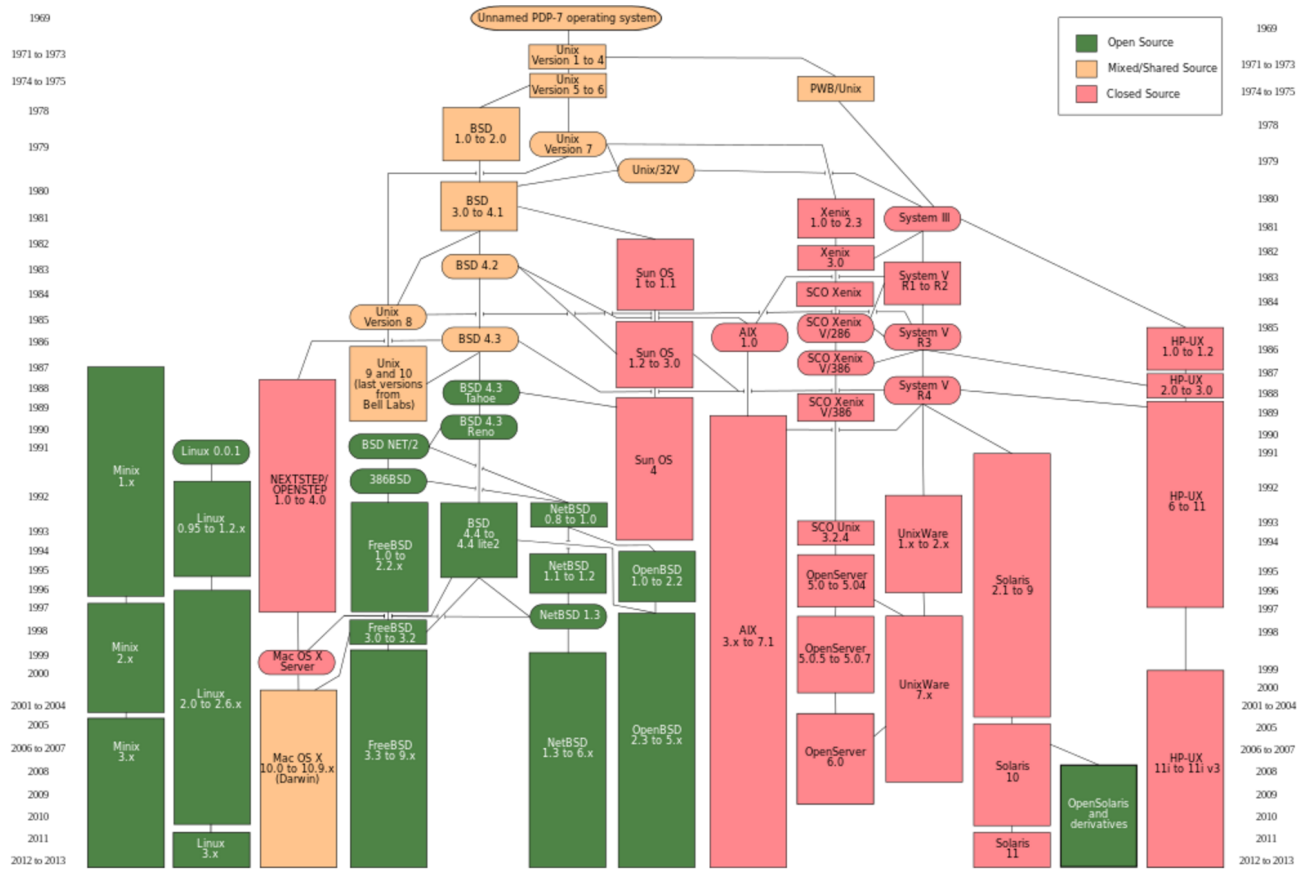 1969
1971 to 1973
1974 to 1975
1978
1979
1980
1981
1982
1983
1984
1985
1986
1987
1988
1989
1990
1991
1992
1993
1994
1995
1996
1997
1998
1999
2000
2001 to 2004
2005
2006 to 2007
2008
2009
2010
2011
2012 to 2013
Unnamed PDP-7 operating system
Unix
Version 1 to 4
Unix
Version 5 to 6
PWB/Unix
BSD
1.0 to 2.0
Unix
Version 7
Unix/32V
BSD
3.0 to 4.1
Xenix
1.0 to 2.3
System III
Sun OS
1 to 1.1
Xenix
3.0
BSD 4.2
System V
R1 to R2
SCO Xenix
Unix
Version 8
AIX
1.0
SCO Xenix
V/286
System V
R3
HP-UX
1.0 to 1.2
BSD 4.3
Unix
9 and 10
(last versions
from
Bell Labs)
Sun OS
1.2 to 3.0
SCO Xenix
V/386
HP-UX
2.0 to 3.0
BSD 4.3
Tahoe
System V
R4
SCO Xenix
V/386
BSD 4.3
Reno
BSD NET/2
Linux 0.0.1
Minix
1.x
Sun OS
4
386BSD
NEXTSTEP/
OPENSTEP
1.0 to 4.0
HP-UX
6 to 11
Linux
0.95 to 1.2.x
NetBSD
0.8 to 1.0
BSD
4.4 to
4.4 lite2
SCO Unix
3.2.4
UnixWare
1.x to 2.x
FreeBSD
1.0 to
2.2.x
NetBSD
1.1 to 1.2
OpenBSD
1.0 to 2.2
OpenServer
5.0 to 5.04
Solaris
2.1 to 9
NetBSD 1.3
FreeBSD
3.0 to 3.2
AIX
3.x to 7.1
Minix
2.x
Mac OS X
Server
OpenServer
5.0.5 to 5.0.7
UnixWare
7.x
Linux
2.0 to 2.6.x
OpenBSD
2.3 to 5.x
Minix
3.x
FreeBSD
3.3 to 9.x
NetBSD
1.3 to 6.x
OpenServer
6.0
Mac OS X
10.0 to 10.9.x
(Darwin)
Solaris
10
HP-UX
11i to 11i v3
OpenSolaris
and
derivatives
Linux
3.x
Solaris
11
Open Source
Mixed/Shared Source
Closed Source
1969
1971 to 1973
1974 to 1975
1978
1979
1980
1981
1982
1983
1984
1985
1986
1987
1988
1989
1990
1991
1992
1993
1994
1995
1996
1997
1998
1999
2000
2001 to 2004
2005
2006 to 2007
2008
2009
2010
2011
2012 to 2013